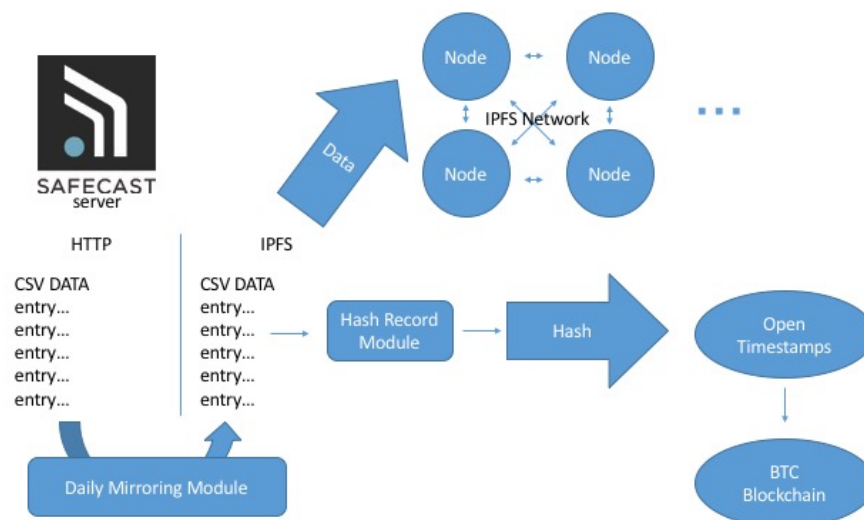 SAFECAST
server
HTTP
IPFS
CSV DATA
entry...
entry...
entry...
entry...
entry...
CSV DATA
entry...
entry...
entry...
entry...
entry...
Daily Mirroring Module
Data
Node
Node
IPFS Network
Node
Node
Hash Record
Module
Hash
Open
Timestamps
BTC
Blockchain